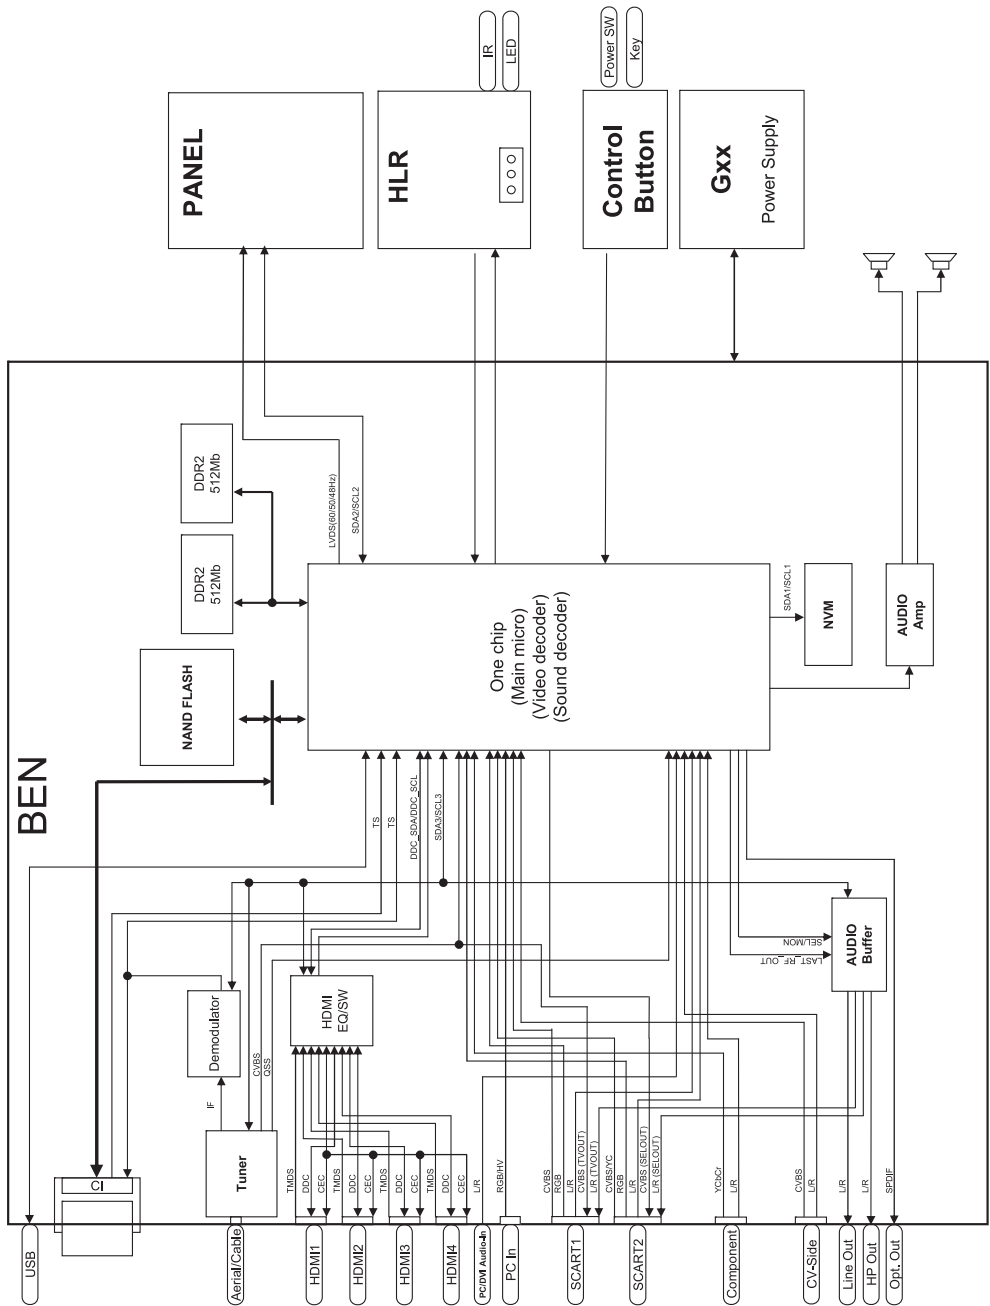 IR
LED
Power SW
Key
PANEL
HLR
Control
Button
Gxx
Power Supply
BEN
DDR2
512Mb
DDR2
512Mb
LVDS(60/50/48Hz)
SDA2/SCL2
NAND FLASH
One chip
(Main micro)
(Video decoder)
(Sound decoder)
SDA1/SCL1
NVM
AUDIO
Amp
TS
TS
DDC_SDA/DDC_SCL
SDA3/SCL3
SEL/MON
LAST_RF_OUT
AUDIO
Buffer
HDMI
EQ/SW
Demodulator
IF
CVBS
QSS
Tuner
CI
TMDS
DDC
CEC
TMDS
DDC
CEC
TMDS
DDC
CEC
TMDS
DDC
CEC
L/R
RGB/HV
CVBS
RGB
L/R
CVBS (TVOUT)
L/R (TVOUT)
CVBS/YC
RGB
L/R
CVBS (SELOUT)
L/R (SELOUT)
YCbCr
L/R
CVBS
L/R
L/R
L/R
SPDIF
USB
Aerial/Cable
HDMI1
HDMI2
HDMI3
HDMI4
PC/DVI Audio-In
PC In
SCART1
SCART2
Component
CV-Side
Line Out
HP Out
Opt. Out